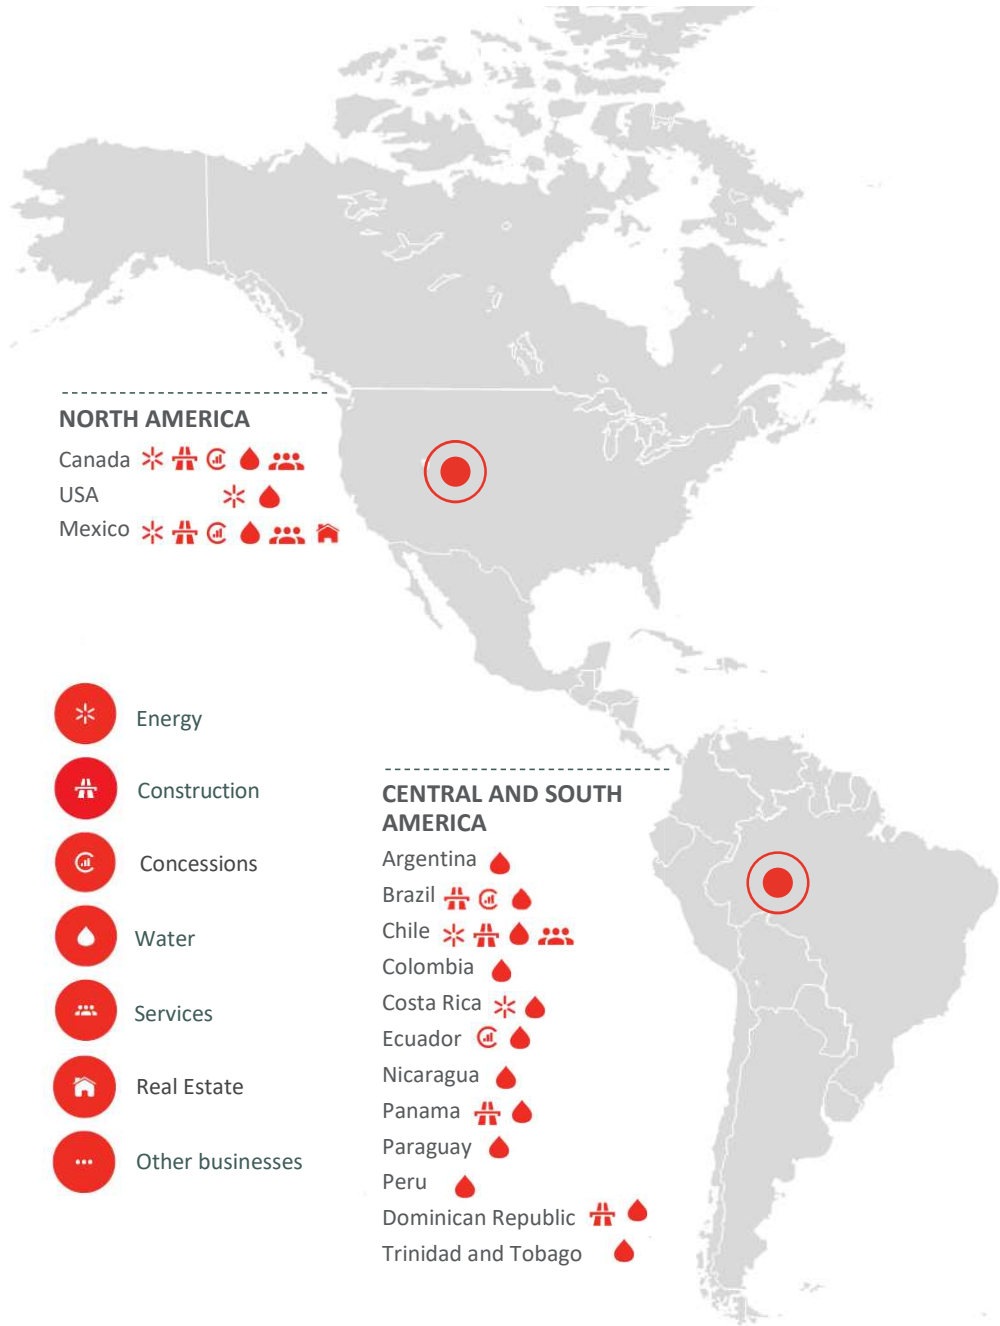 NORTH AMERICA
Canada
USA
Mexico
Energy
Construction
Concessions
Water
Services
Real Estate
Other businesses
CENTRAL AND SOUTH
AMERICA
Argentina
Brazil
Chile
Colombia
Costa Rica
Ecuador
Nicaragua
Panama
Paraguay
Peru
Dominican Republic
Trinidad and Tobago